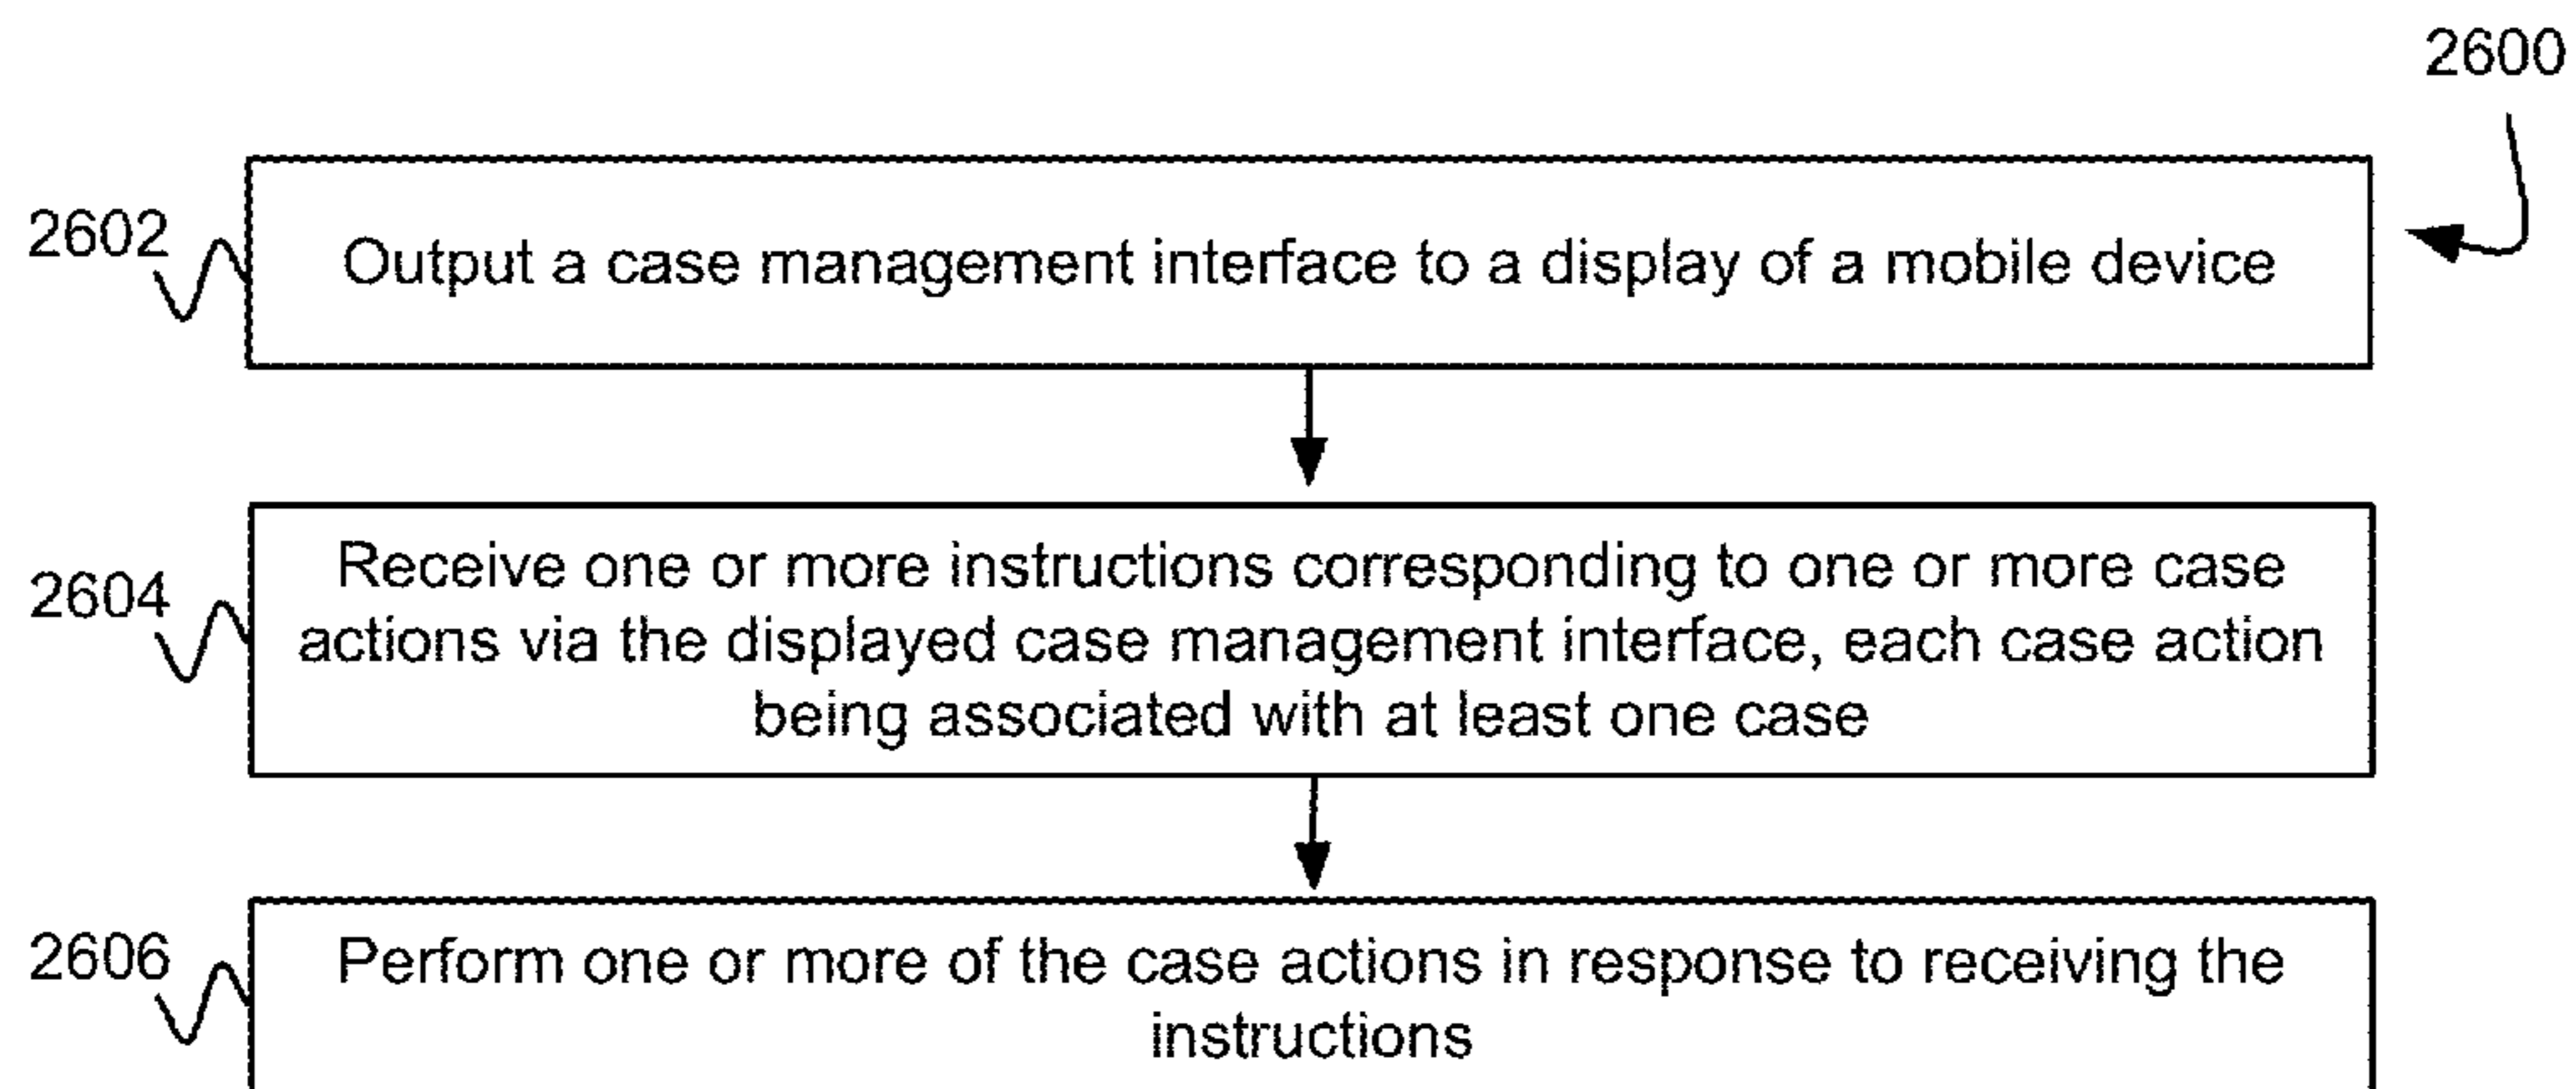 2600
2602
Output a case management interface to a display of a mobile device
2604
Receive one or more instructions corresponding to one or more case
actions via the displayed case management interface, each case action
being associated with at least one case
2606
Perform one or more of the case actions in response to receiving the
instructions